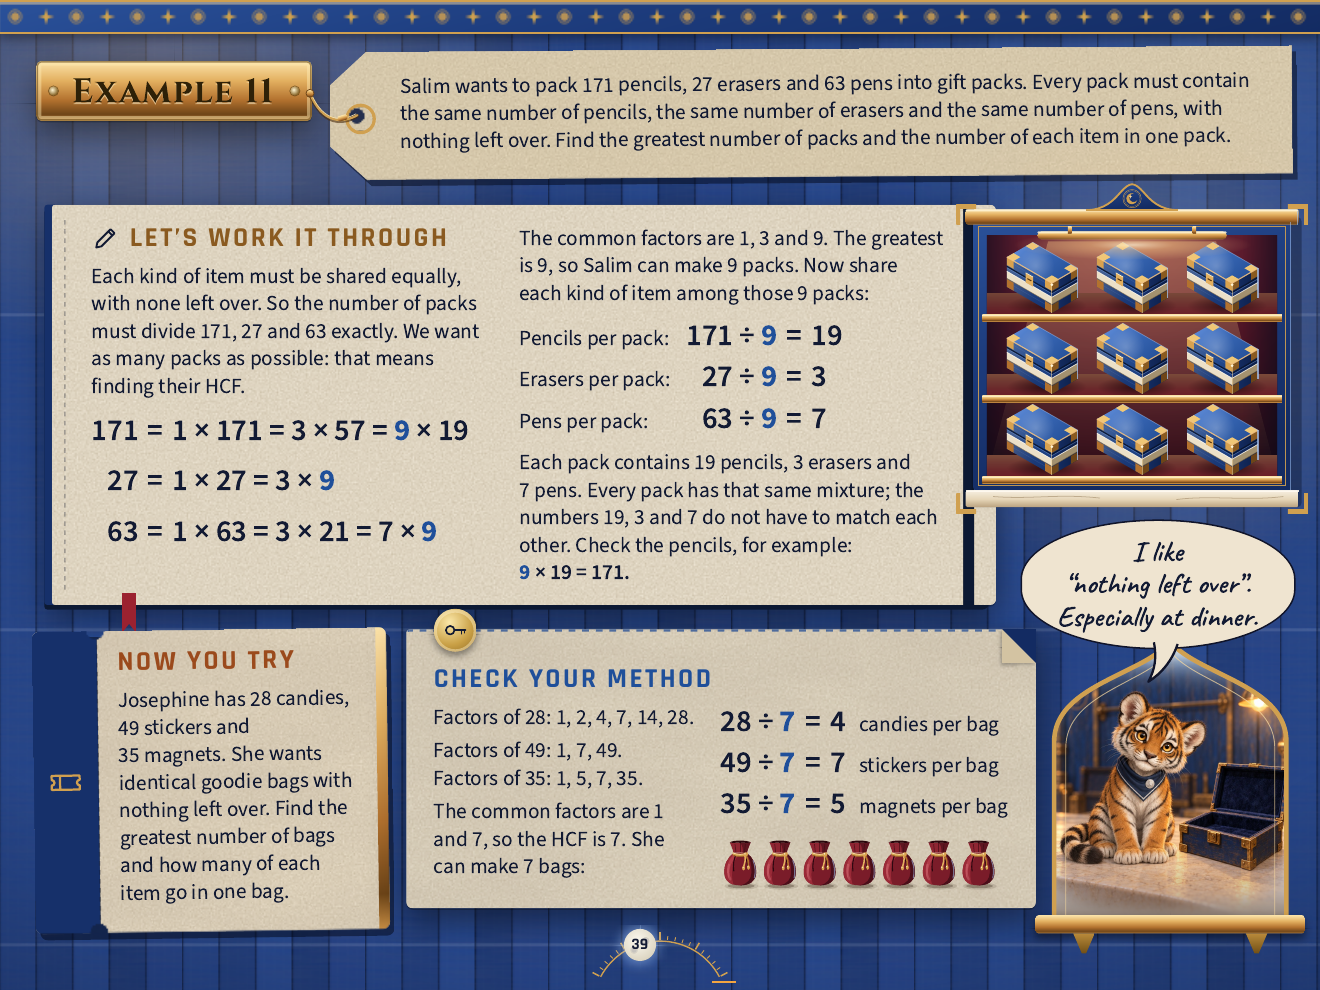 EXAMPLE 11
Salim wants to pack 171 pencils, 27 erasers and 63 pens into gift packs. Every pack must contain
the same number of pencils, the same number of erasers and the same number of pens, with
nothing left over. Find the greatest number of packs and the number of each item in one pack.
LET'S WORK IT THROUGH
Each kind of item must be shared equally,
with none left over. So the number of packs
must divide 171, 27 and 63 exactly. We want
as many packs as possible: that means
finding their HCF.
171 = 1 × 171 = 3 × 57 = 9 × 19
27 = 1 × 27 = 3 × 9
63 = 1 × 63 = 3 × 21 = 7 × 9
The common factors are 1, 3 and 9. The greatest
is 9, so Salim can make 9 packs. Now share
each kind of item among those 9 packs:
Pencils per pack: 171 ÷ 9 = 19
Erasers per pack: 27 ÷ 9 = 3
Pens per pack: 63 ÷ 9 = 7
Each pack contains 19 pencils, 3 erasers and
7 pens. Every pack has that same mixture; the
numbers 19, 3 and 7 do not have to match each
other. Check the pencils, for example:
9 × 19 = 171.
I like
“nothing left over”.
Especially at dinner.
NOW YOU TRY
Josephine has 28 candies,
49 stickers and
35 magnets. She wants
identical goodie bags with
nothing left over. Find the
greatest number of bags
and how many of each
item go in one bag.
CHECK YOUR METHOD
Factors of 28: 1, 2, 4, 7, 14, 28.
Factors of 49: 1, 7, 49.
Factors of 35: 1, 5, 7, 35.
The common factors are 1
and 7, so the HCF is 7. She
can make 7 bags:
28 ÷ 7 = 4 candies per bag
49 ÷ 7 = 7 stickers per bag
35 ÷ 7 = 5 magnets per bag
39